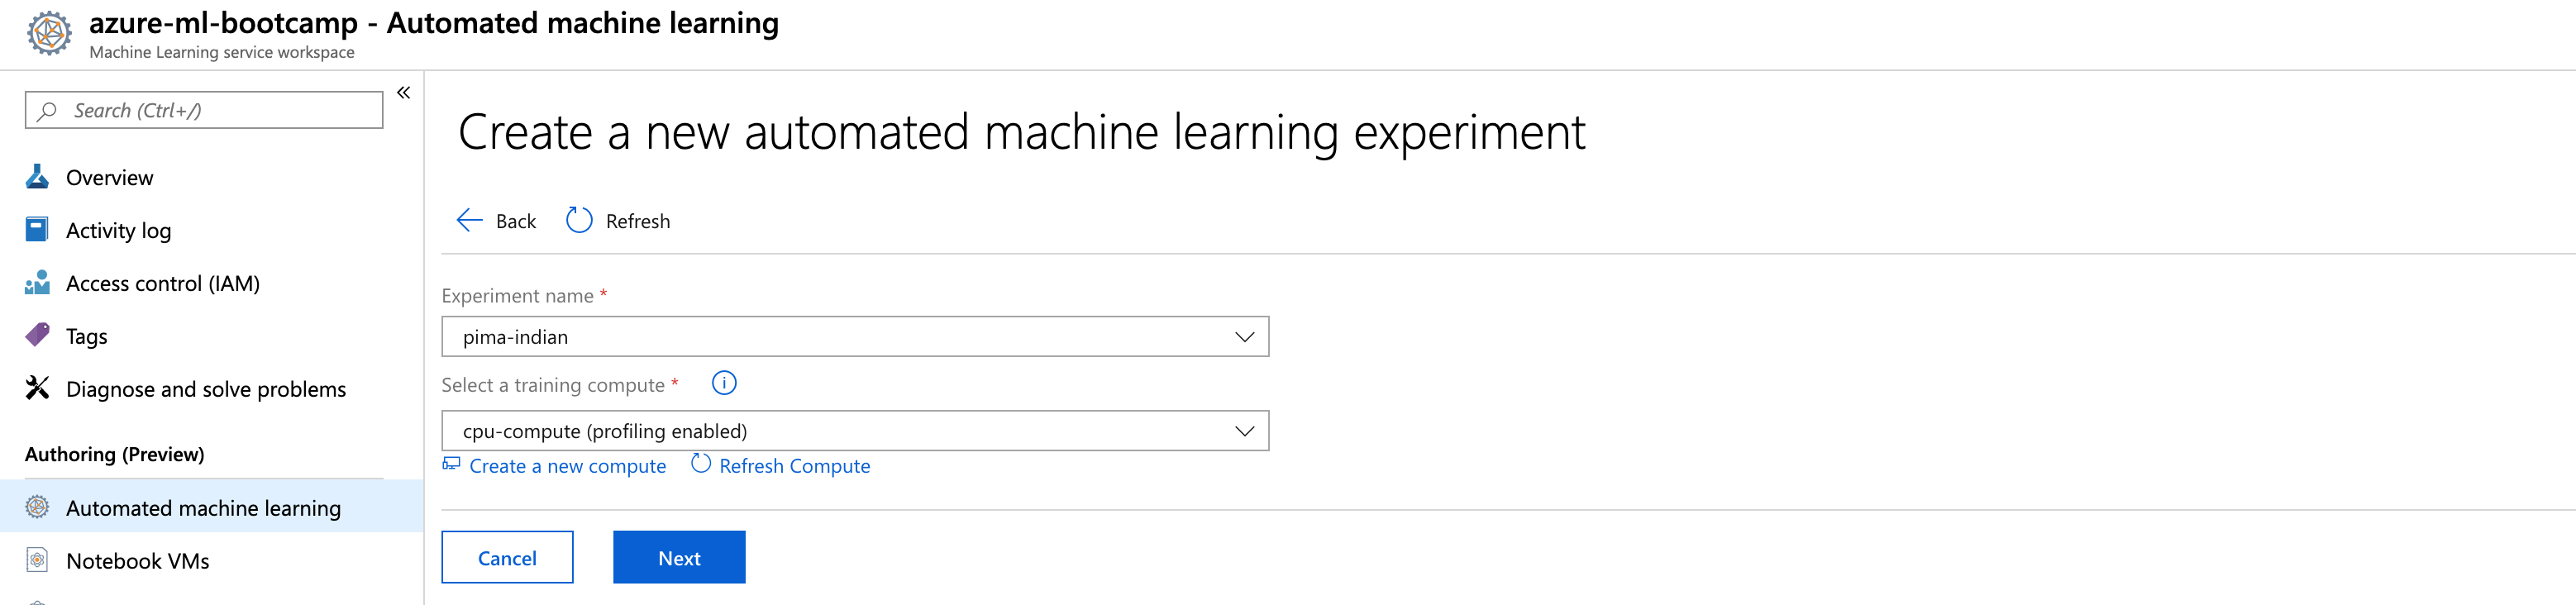 azure-ml-bootcamp - Automated machine learning
Machine Learning service workspace
Search (Ctrl+/)
Overview
Activity log
Access control (IAM)
Tags
Diagnose and solve problems
Authoring (Preview)
Automated machine learning
Notebook VMs
Create a new automated machine learning experiment
Back Refresh
Experiment name *
pima-indian
Select a training compute *
cpu-compute (profiling enabled)
Create a new compute Refresh Compute
Cancel Next